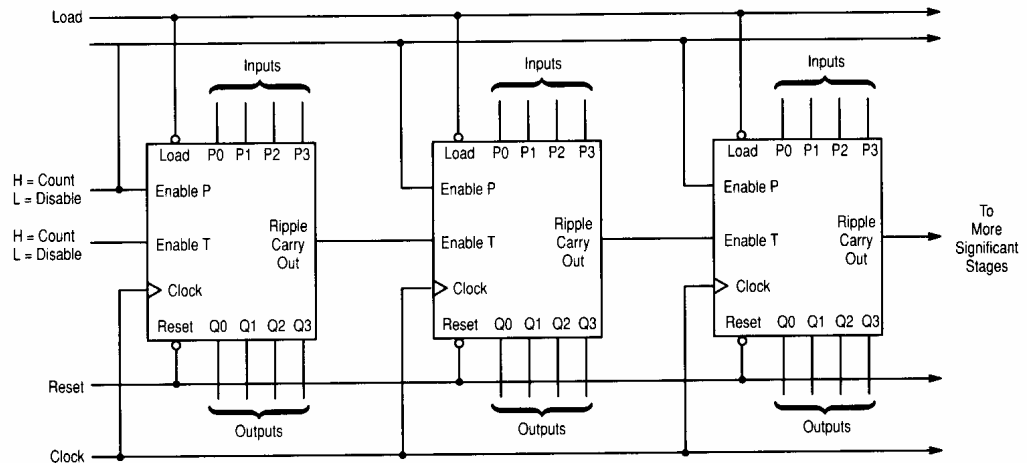 Load
Inputs
Inputs
Inputs
Load P0 P1 P2 P3
Load P0 P1 P2 P3
Load P0 P1 P2 P3
H = Count
L = Disable
Enable P
Enable P
Enable P
H = Count
L = Disable
Enable T
Ripple
Carry
Out
Enable T
Ripple
Carry
Out
Enable T
Ripple
Carry
Out
To
More
Significant
Stages
Clock
Clock
Clock
Reset Q0 Q1 Q2 Q3
Reset Q0 Q1 Q2 Q3
Reset Q0 Q1 Q2 Q3
Reset
Outputs
Outputs
Outputs
Clock